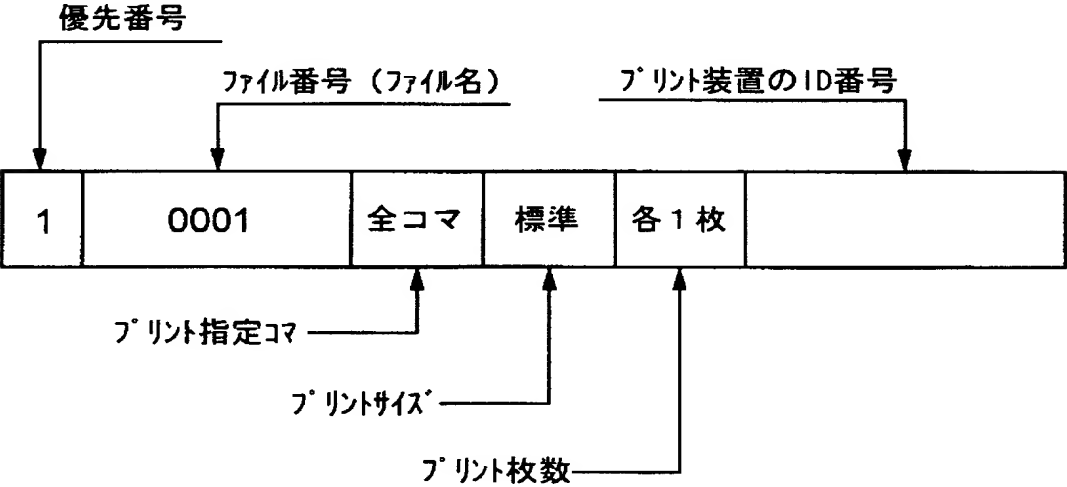 優先番号
ファイル番号（ファイル名）
プリント装置のID番号
1 0001 全コマ 標準 各1枚
プリント指定コマ
プリントサイズ
プリント枚数